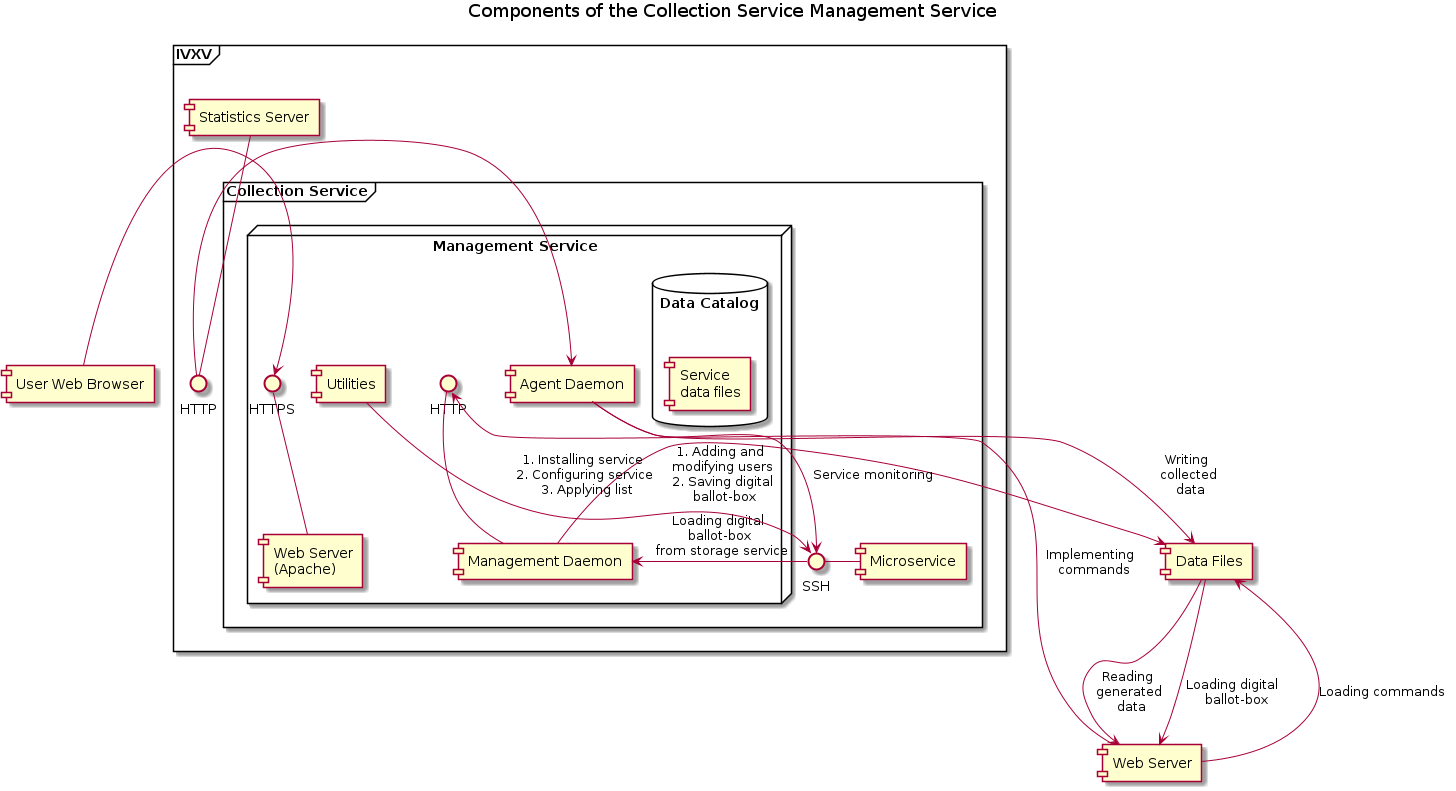 Components of the Collection Service Management Service
IVXV
Statistics Server
Collection Service
Management Service
Data Catalog
Service
data files
User Web Browser
HTTP
HTTPS
Utilities
HTTP
Agent Daemon
1. Installing service
2. Configuring service
3. Applying list
1. Adding and
modifying users
2. Saving digital
ballot-box
Service monitoring
Writing
collected
data
Loading digital
ballot-box
from storage service
Web Server
(Apache)
Management Daemon
SSH
Microservice
Implementing
commands
Data Files
Reading
generated
data
Loading digital
ballot-box
Loading commands
Web Server